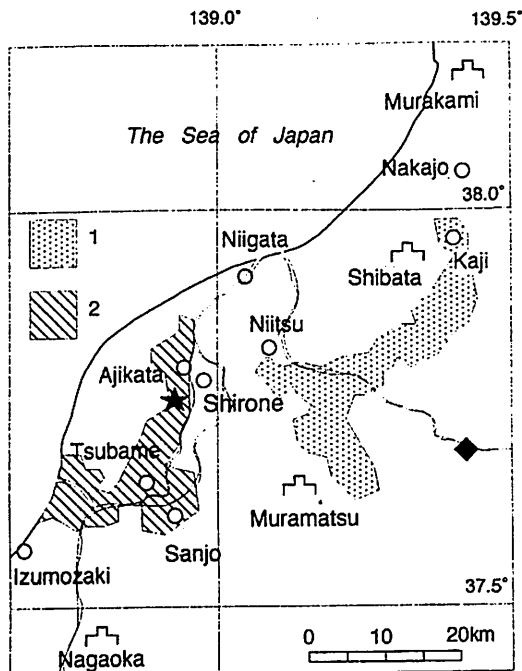 139.0° 139.5°
Murakami
The Sea of Japan
Nakajo
38.0°
1
Niigata
Kaji
Shibata
2
Niitsu
Ajikata
Shirone
Tsubame
Muramatsu
Sanjo
Izumozaki
37.5°
Nagaoka
0 10 20km